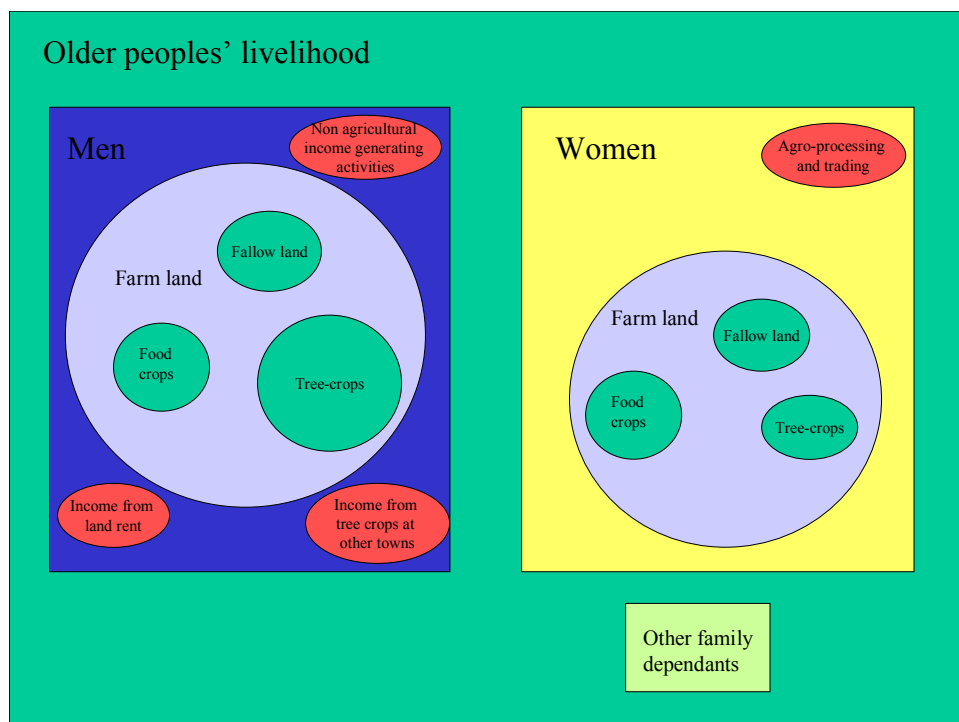 Older peoples’ livelihood
Men
Non agricultural
income generating
activities
Fallow land
Farm land
Food
crops
Tree-crops
Income from
land rent
Income from
tree crops at
other towns
Women
Agro-processing
and trading
Farm land
Fallow land
Food
crops
Tree-crops
Other family
dependants